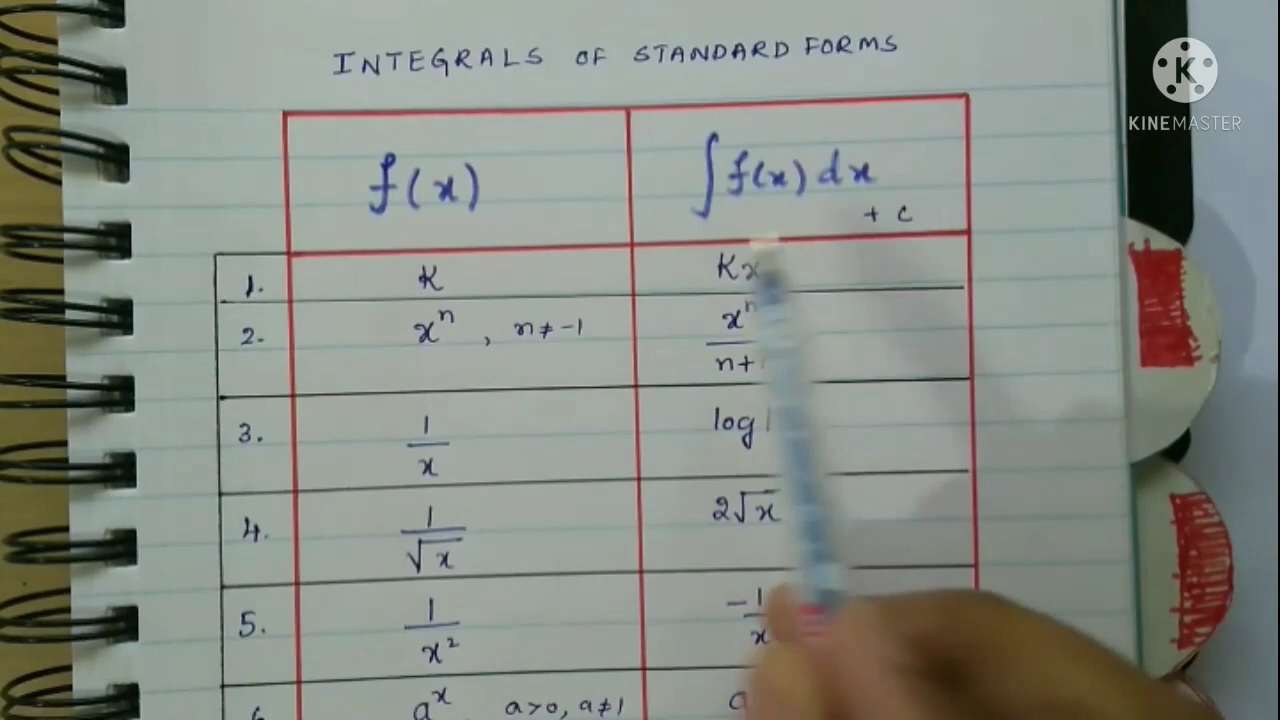 INTEGRALS OF STANDARD FORMS
K
KINEMASTER
f(x) ∫f(x) dx
+ c
1. K Kx
2. xⁿ , n≠-1 xⁿ/n+
3. 1/x log
4. 1/√x 2√x
5. 1/x² -1/x
aˣ a>0, a≠1 a